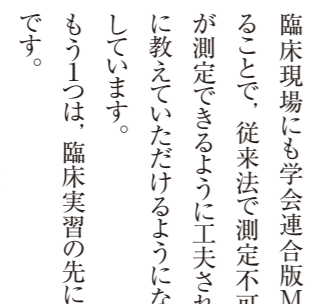 臨床現場にも学会連合版M
ることで，従来法で測定不可
が測定できるように工夫され
に教えていただけるようにな
しています。
もう1つは，臨床実習の先に
です。